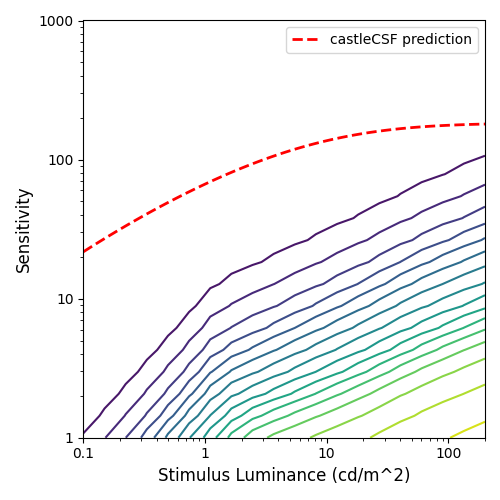 1000
castleCSF prediction
100
Sensitivity
10
1
0.1 1 10 100
Stimulus Luminance (cd/m^2)